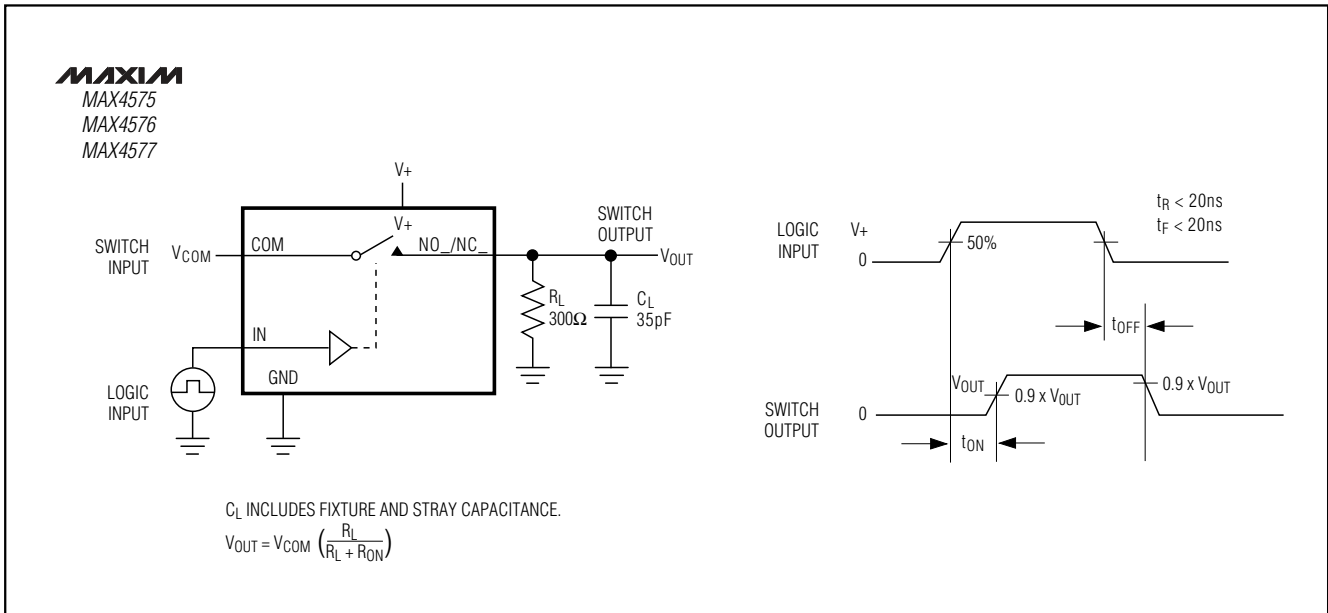 MAXIM
MAX4575
MAX4576
MAX4577
V+
V+
SWITCH
INPUT
VCOM
COM
NO_/NC_
SWITCH
OUTPUT
VOUT
RL
300Ω
CL
35pF
IN
LOGIC
INPUT
GND
CL INCLUDES FIXTURE AND STRAY CAPACITANCE.
VOUT = VCOM (RL / RL + RON)
LOGIC
INPUT
V+
0
50%
tR < 20ns
tF < 20ns
tOFF
SWITCH
OUTPUT
VOUT
0
0.9 x VOUT
0.9 x VOUT
tON